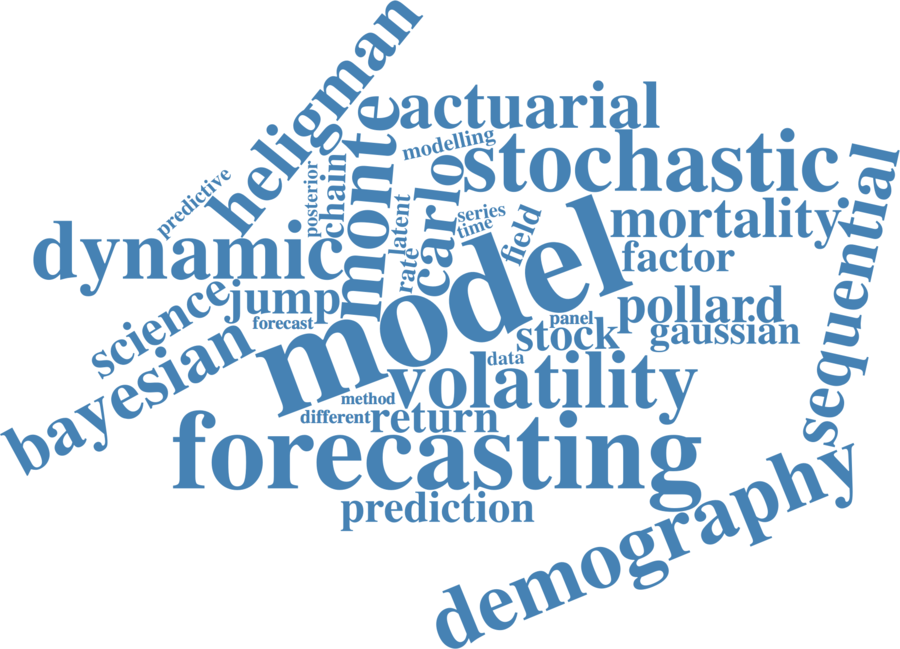 heligman
actuarial
monte
modelling
stochastic
predictive
posterior
chain
carlo
sequential
latent
series
time
field
mortality
dynamic
rate
model
factor
science
jump
forecast
pollard
panel
stock
gaussian
bayesian
data
volatility
method
different
return
forecasting
prediction
demography